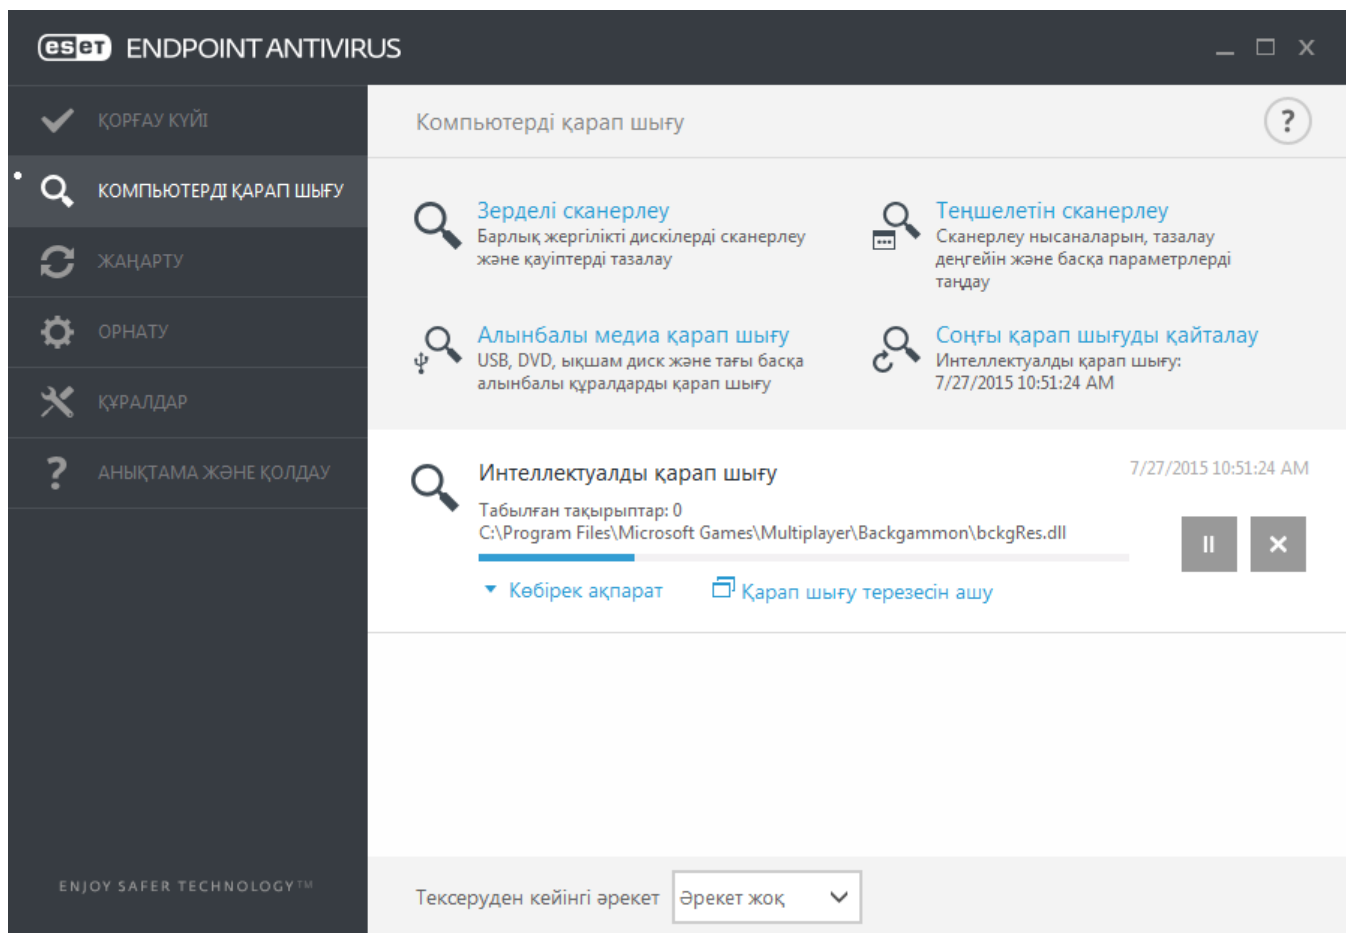 eset ENDPOINT ANTIVIRUS
ҚОРҒАУ КҮЙІ
КОМПЬЮТЕРДІ ҚАРАП ШЫҒУ
ЖАҢАРТУ
ОРНАТУ
ҚҰРАЛДАР
АНЫҚТАМА ЖӘНЕ ҚОЛДАУ
ENJOY SAFER TECHNOLOGY™
Компьютерді қарап шығу
?
Зерделі сканерлеу
Барлық жергілікті дискілерді сканерлеу
және қауіптерді тазалау
Теңшелетін сканерлеу
Сканерлеу нысаналарын, тазалау
деңгейін және басқа параметрлерді
таңдау
Алынбалы медиа қарап шығу
USB, DVD, ықшам диск және тағы басқа
алынбалы құралдарды қарап шығу
Соңғы қарап шығуды қайталау
Интеллектуалды қарап шығу:
7/27/2015 10:51:24 AM
Интеллектуалды қарап шығу
7/27/2015 10:51:24 AM
Табылған тақырыптар: 0
C:\Program Files\Microsoft Games\Multiplayer\Backgammon\bckgRes.dll
Көбірек ақпарат
Қарап шығу терезесін ашу
Тексеруден кейінгі әрекет
Әрекет жоқ